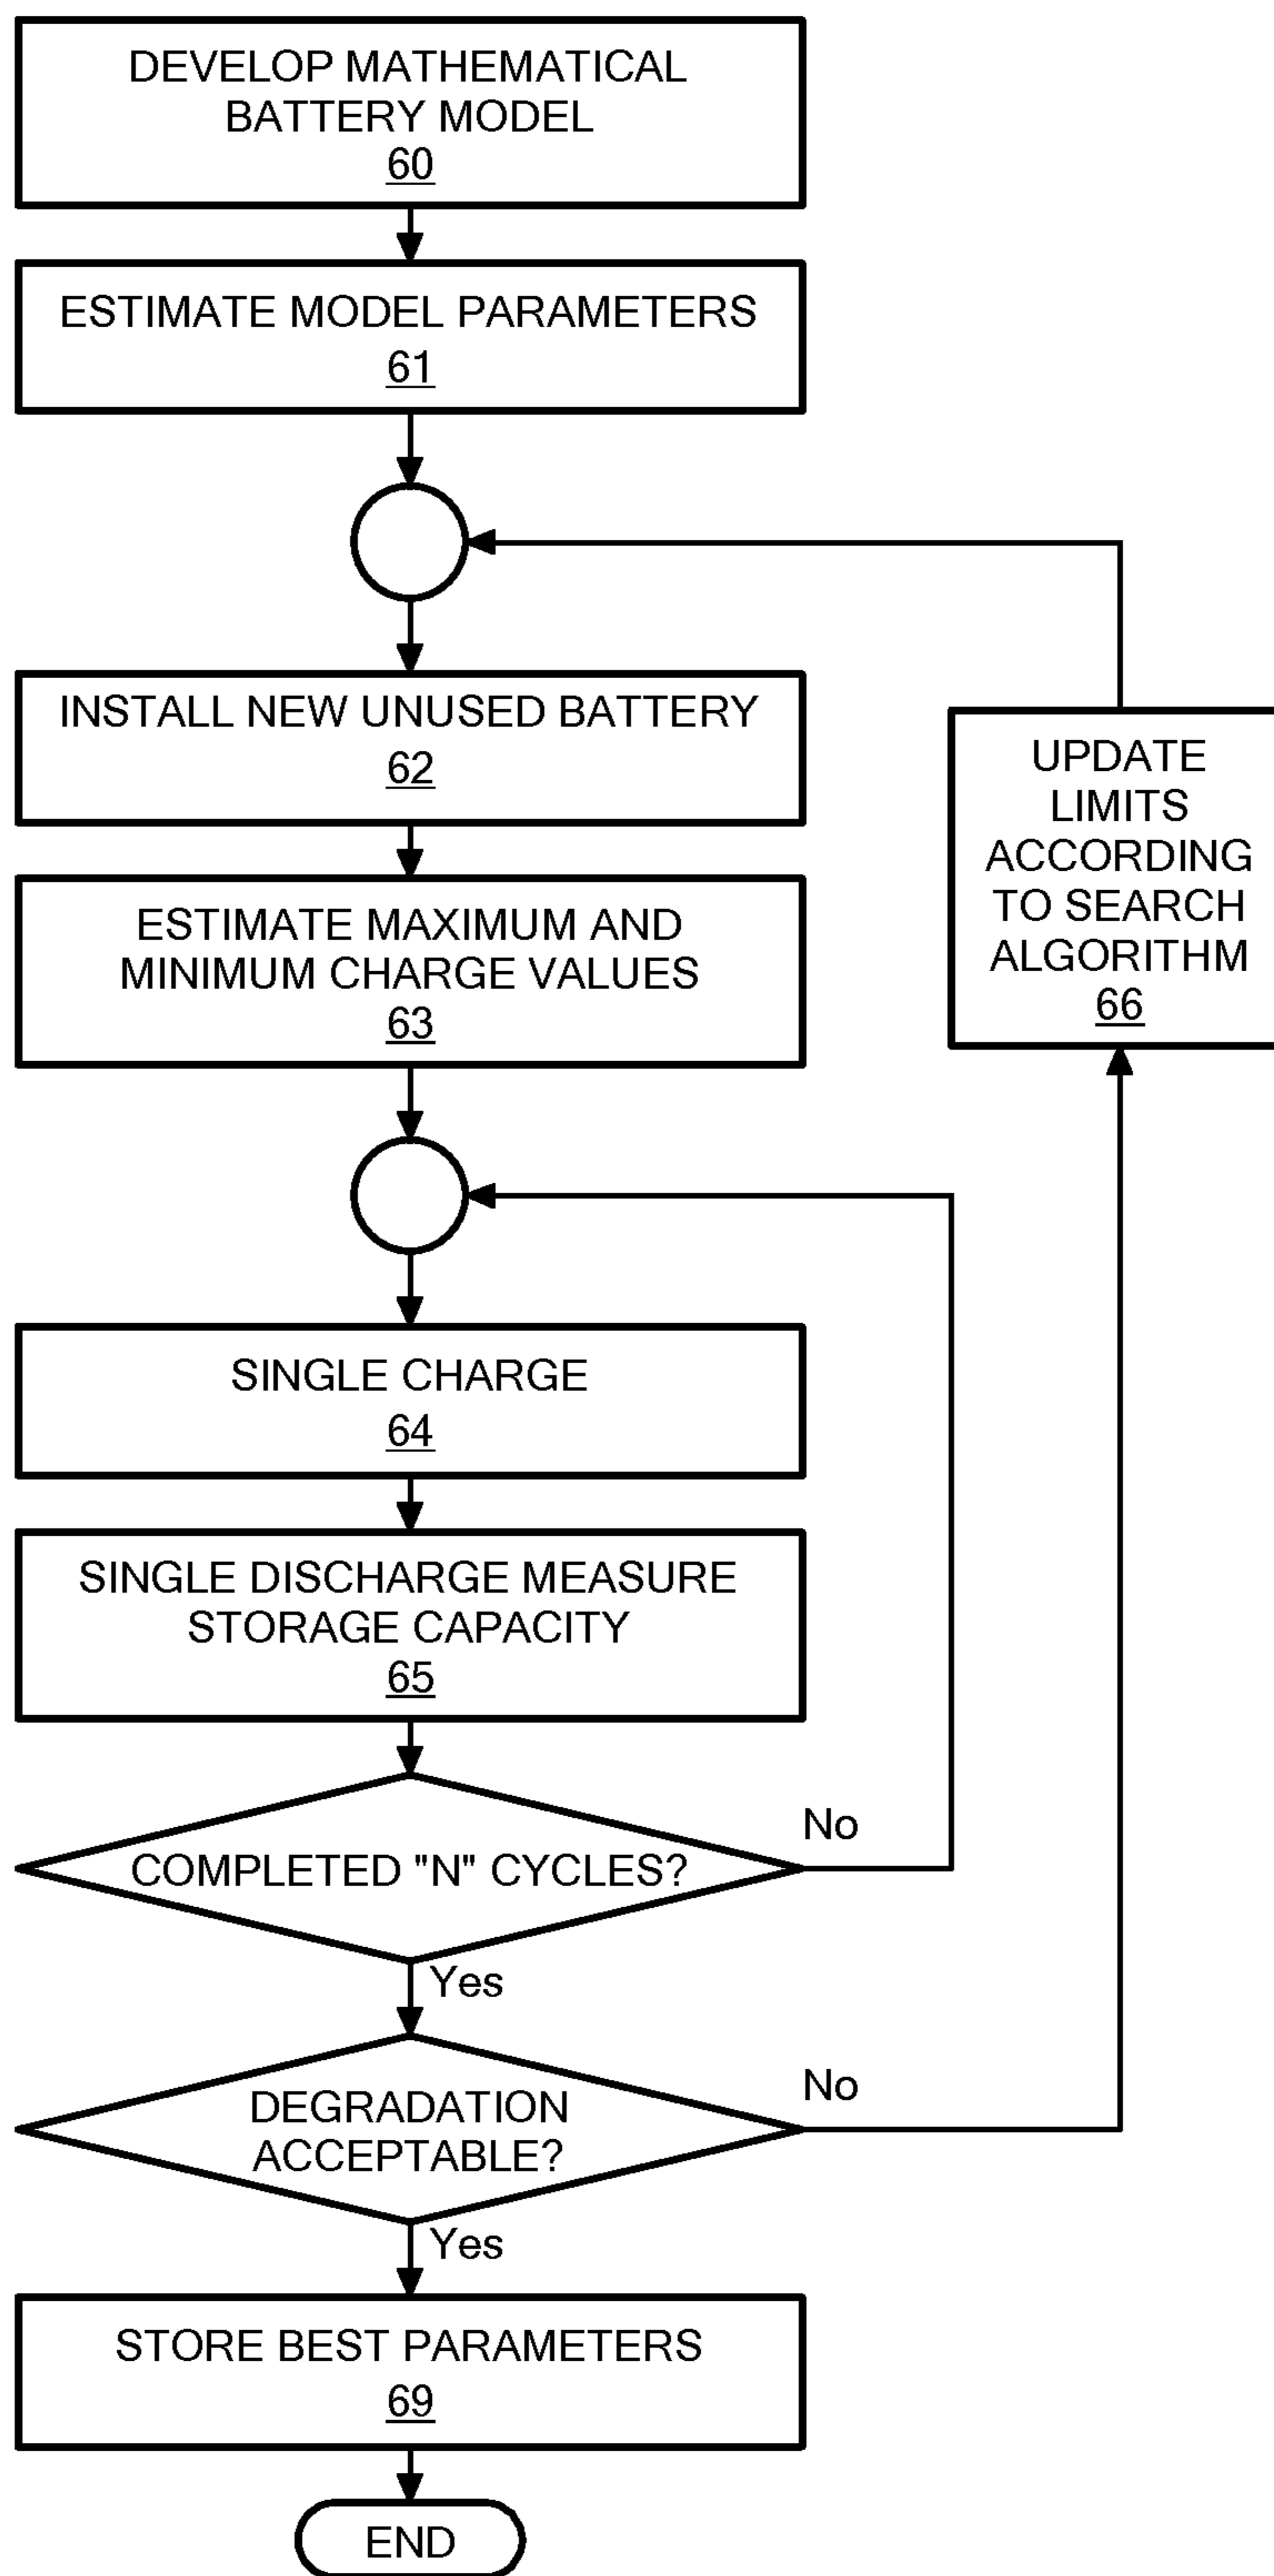 DEVELOP MATHEMATICAL
BATTERY MODEL
60
ESTIMATE MODEL PARAMETERS
61
INSTALL NEW UNUSED BATTERY
62
ESTIMATE MAXIMUM AND
MINIMUM CHARGE VALUES
63
UPDATE
LIMITS
ACCORDING
TO SEARCH
ALGORITHM
66
SINGLE CHARGE
64
SINGLE DISCHARGE MEASURE
STORAGE CAPACITY
65
COMPLETED "N" CYCLES?
No
Yes
DEGRADATION
ACCEPTABLE?
No
Yes
STORE BEST PARAMETERS
69
END